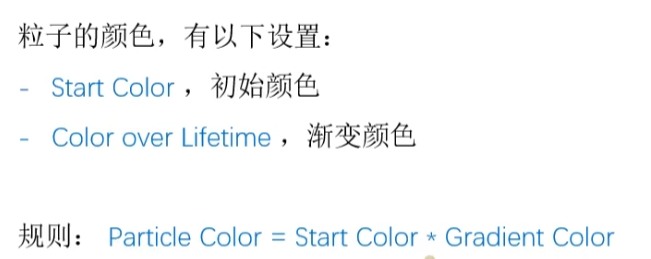 粒子的颜色，有以下设置：
- Start Color ，初始颜色
- Color over Lifetime ，渐变颜色
规则： Particle Color = Start Color * Gradient Color